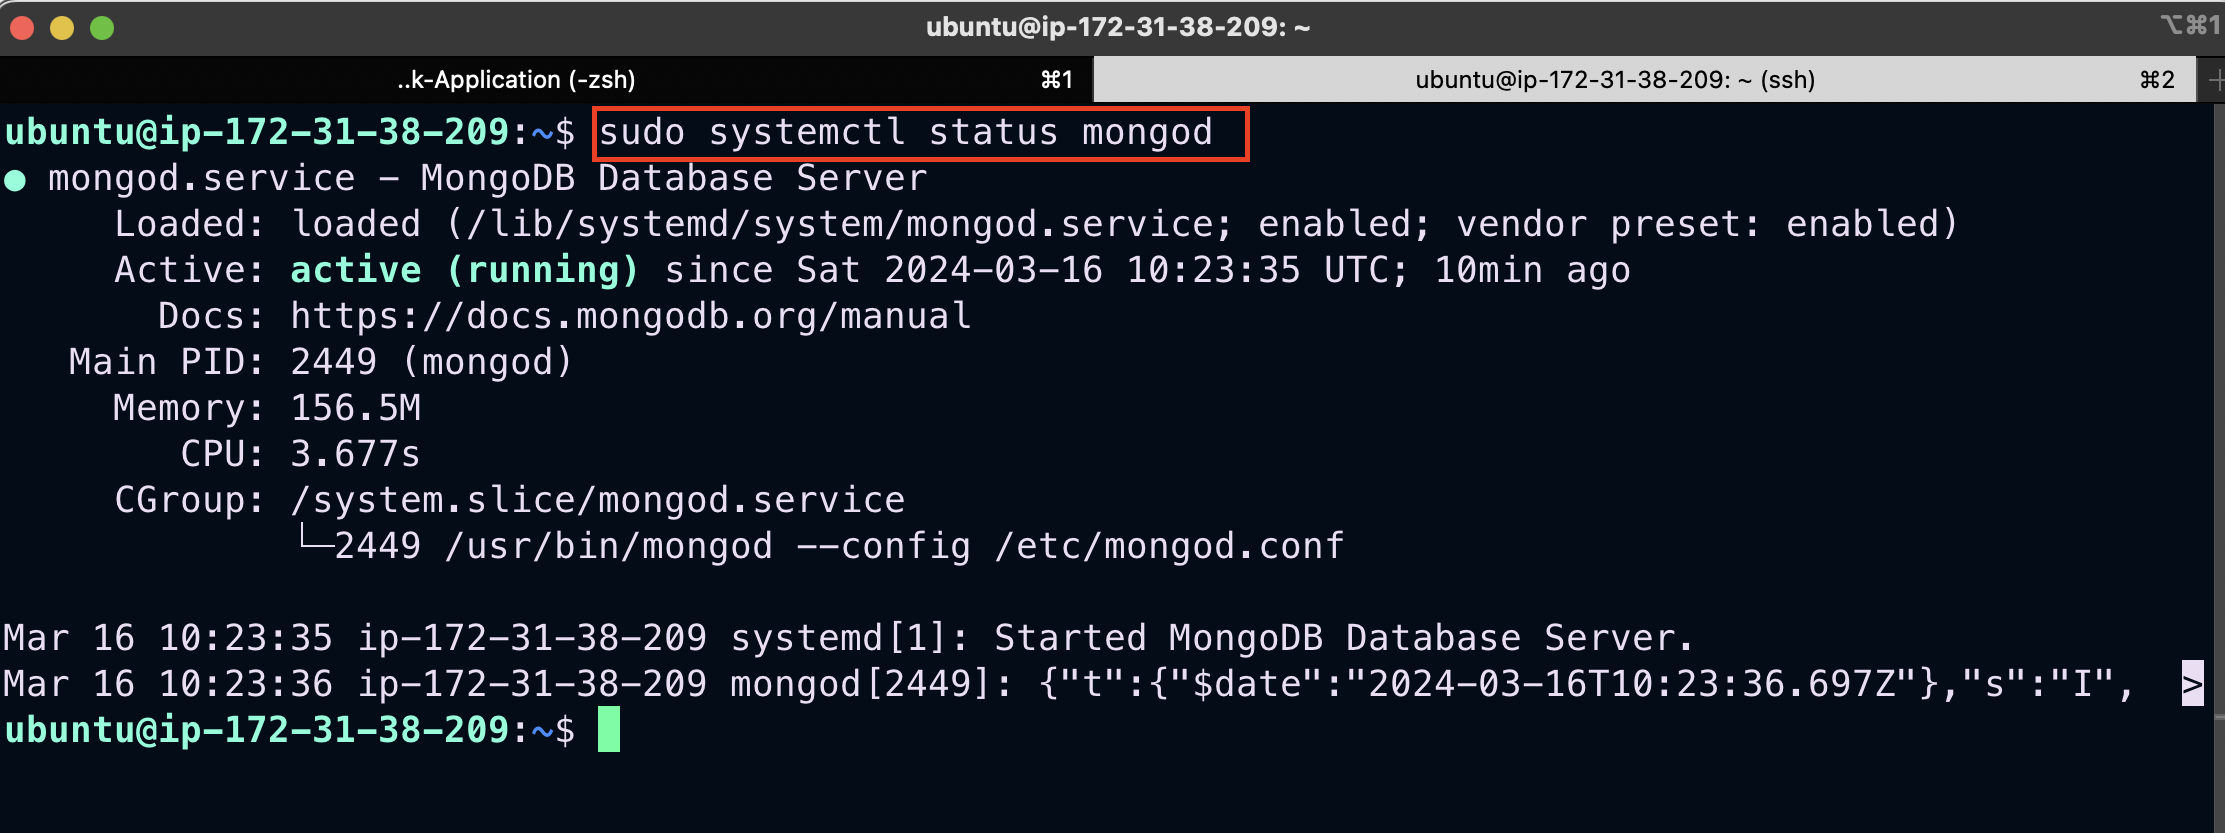 ubuntu@ip-172-31-38-209: ~
⌥⌘1
..k-Application (-zsh) ⌘1 ubuntu@ip-172-31-38-209: ~ (ssh) ⌘2 +
ubuntu@ip-172-31-38-209:~$ sudo systemctl status mongod
● mongod.service - MongoDB Database Server
Loaded: loaded (/lib/systemd/system/mongod.service; enabled; vendor preset: enabled)
Active: active (running) since Sat 2024-03-16 10:23:35 UTC; 10min ago
Docs: https://docs.mongodb.org/manual
Main PID: 2449 (mongod)
Memory: 156.5M
CPU: 3.677s
CGroup: /system.slice/mongod.service
└─2449 /usr/bin/mongod --config /etc/mongod.conf
Mar 16 10:23:35 ip-172-31-38-209 systemd[1]: Started MongoDB Database Server.
Mar 16 10:23:36 ip-172-31-38-209 mongod[2449]: {"t":{"$date":"2024-03-16T10:23:36.697Z"},"s":"I", >
ubuntu@ip-172-31-38-209:~$